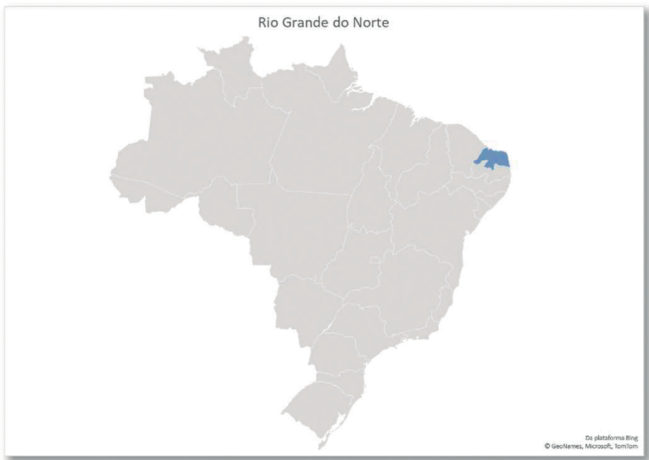 Rio Grande do Norte
Da plataforma Bing
© GeoNames, Microsoft, TomTom